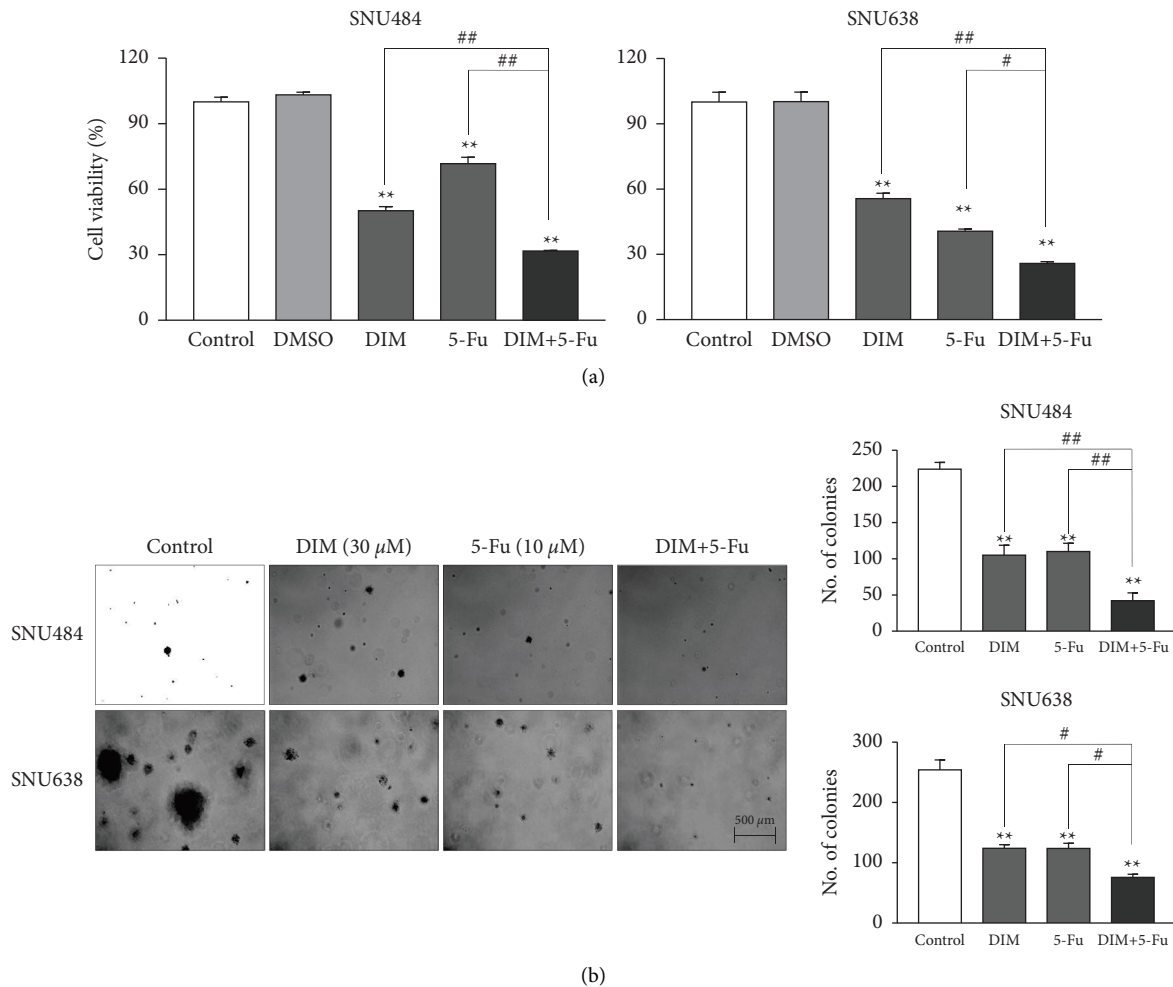 SNU484
SNU638
##
##
##
#
Cell viability (%)
120
90
60
30
0
**
**
**
Control DMSO DIM 5-Fu DIM+5-Fu
120
90
60
30
0
**
**
**
Control DMSO DIM 5-Fu DIM+5-Fu
(a)
Control DIM (30 µM) 5-Fu (10 µM) DIM+5-Fu
SNU484
SNU638
500 µm
SNU484
##
##
No. of colonies
250
200
150
100
50
0
**
**
**
Control DIM 5-Fu DIM+5-Fu
SNU638
#
#
No. of colonies
300
200
100
0
**
**
**
Control DIM 5-Fu DIM+5-Fu
(b)